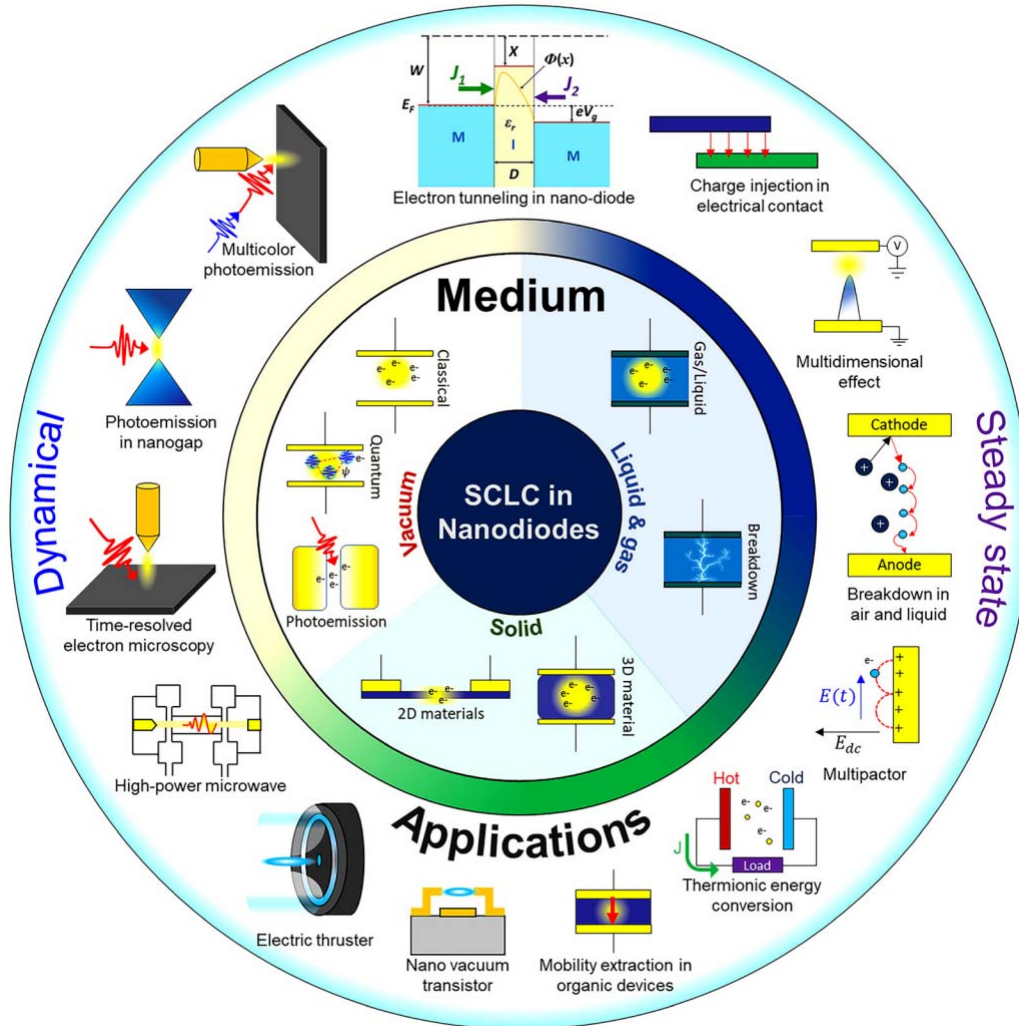 W
X
Φ(x)
J1
J2
EF
eVg
εr
M
I
M
D
Electron tunneling in nano-diode
Charge injection in
electrical contact
Multicolor
photoemission
V
Multidimensional
effect
Photoemission
in nanogap
Dynamical
Steady state
Cathode
+
+
Anode
Breakdown in
air and liquid
Time-resolved
electron microscopy
e-
E(t)
Edc
+
+
+
+
+
Multipactor
High-power microwave
Hot
Cold
e-
e-
e-
J
Load
Thermionic energy
conversion
Electric thruster
Nano vacuum
transistor
Mobility extraction in
organic devices
Applications
Medium
Classical
e-
e-
e-
e-
e-
Gas/Liquid
e-
e-
e-
e-
e-
Quantum
e-
ψ
Vacuum
SCLC in
Nanodiodes
Liquid & gas
Breakdown
e-
e-
e-
e-
Photoemission
Solid
e-
e-
e-
2D materials
e-
e-
e-
e-
e-
3D material